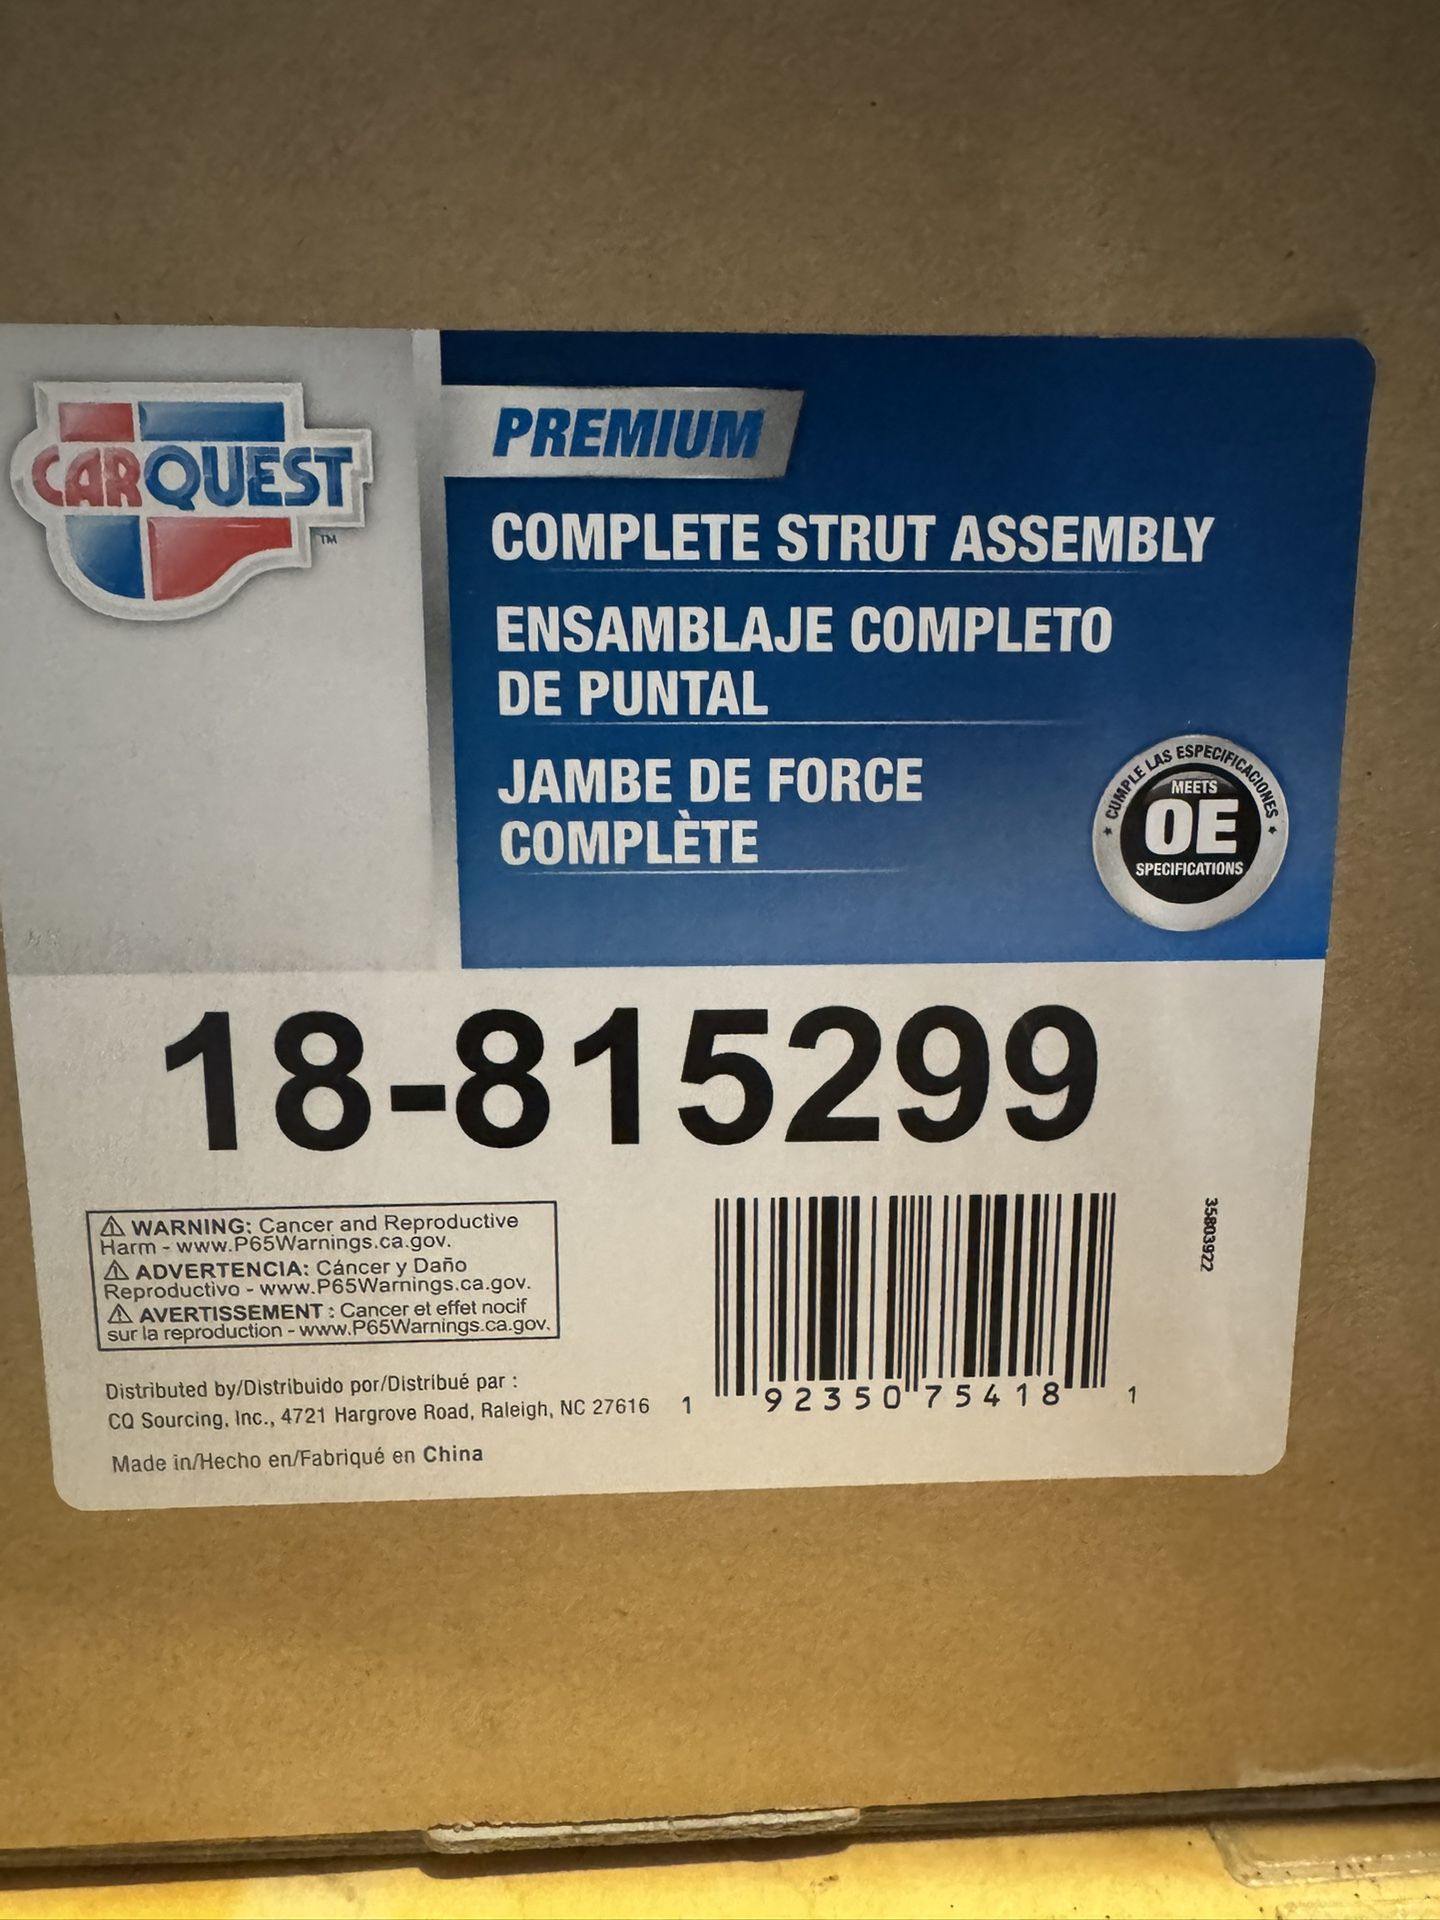 CARQUEST
TM
PREMIUM
COMPLETE STRUT ASSEMBLY
ENSAMBLAJE COMPLETO
DE PUNTAL
JAMBE DE FORCE
COMPLÈTE
CUMPLE LAS ESPECIFICACIONES
MEETS
OE
SPECIFICATIONS
18-815299
⚠ WARNING: Cancer and Reproductive
Harm - www.P65Warnings.ca.gov.
⚠ ADVERTENCIA: Cáncer y Daño
Reproductivo - www.P65Warnings.ca.gov.
⚠ AVERTISSEMENT : Cancer et effet nocif
sur la reproduction - www.P65Warnings.ca.gov.
Distributed by/Distribuido por/Distribué par :
CQ Sourcing, Inc., 4721 Hargrove Road, Raleigh, NC 27616
Made in/Hecho en/Fabriqué en China
1 92350 75418 1
35803922